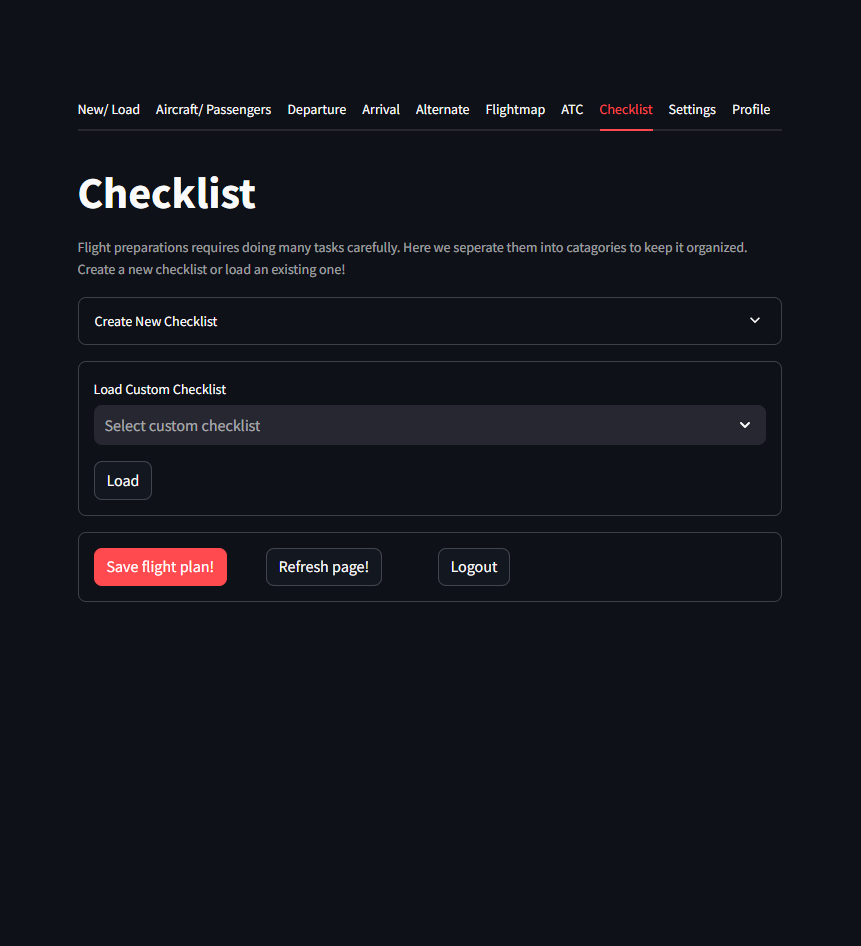 New/ Load Aircraft/ Passengers Departure Arrival Alternate Flightmap ATC Checklist Settings Profile
Checklist
Flight preparations requires doing many tasks carefully. Here we seperate them into catagories to keep it organized.
Create a new checklist or load an existing one!
Create New Checklist
Load Custom Checklist
Select custom checklist
Load
Save flight plan! Refresh page! Logout